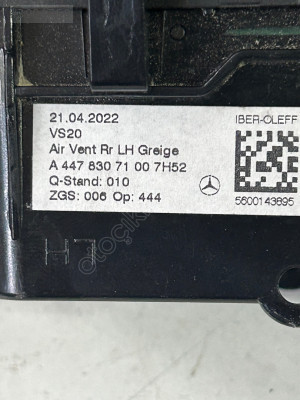 21.04.2022
VS20
Air Vent Rr LH Greige
A 447 830 71 00 7H52
Q-Stand: 010
ZGS: 006 Op: 444
IBER-OLEFF
5600143895